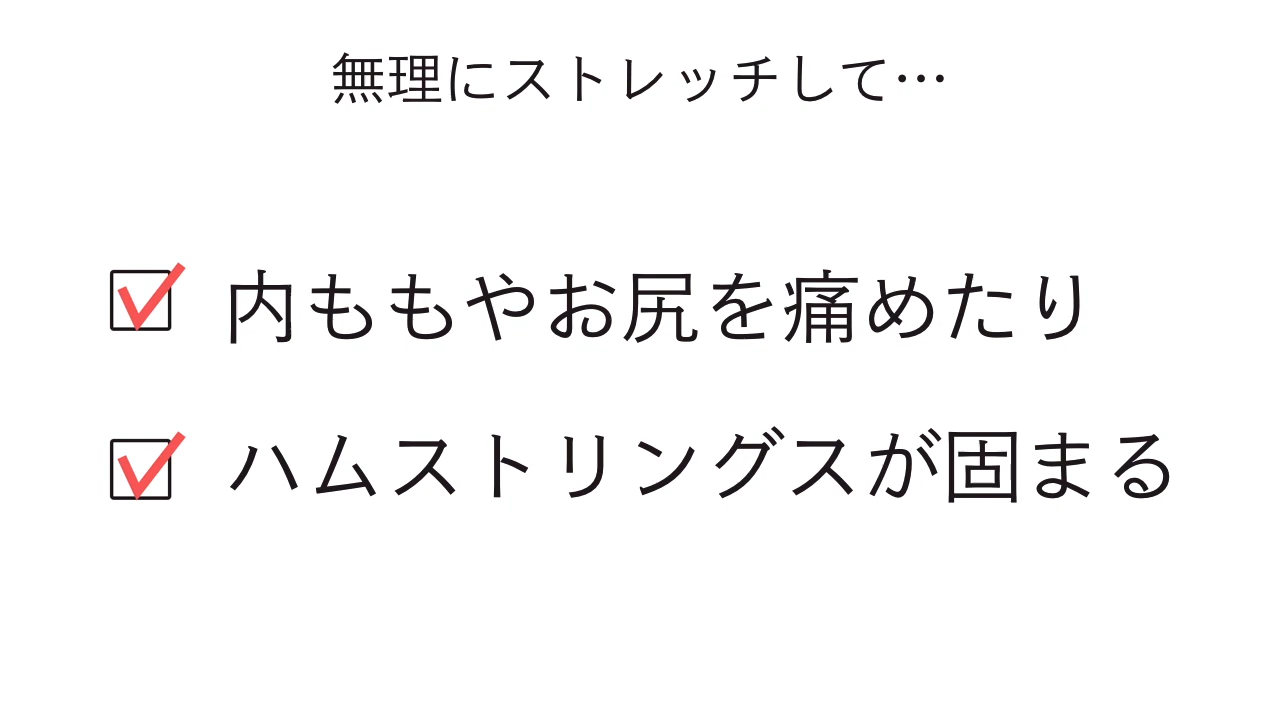 無理にストレッチして…
内ももやお尻を痛めたり
ハムストリングスが固まる